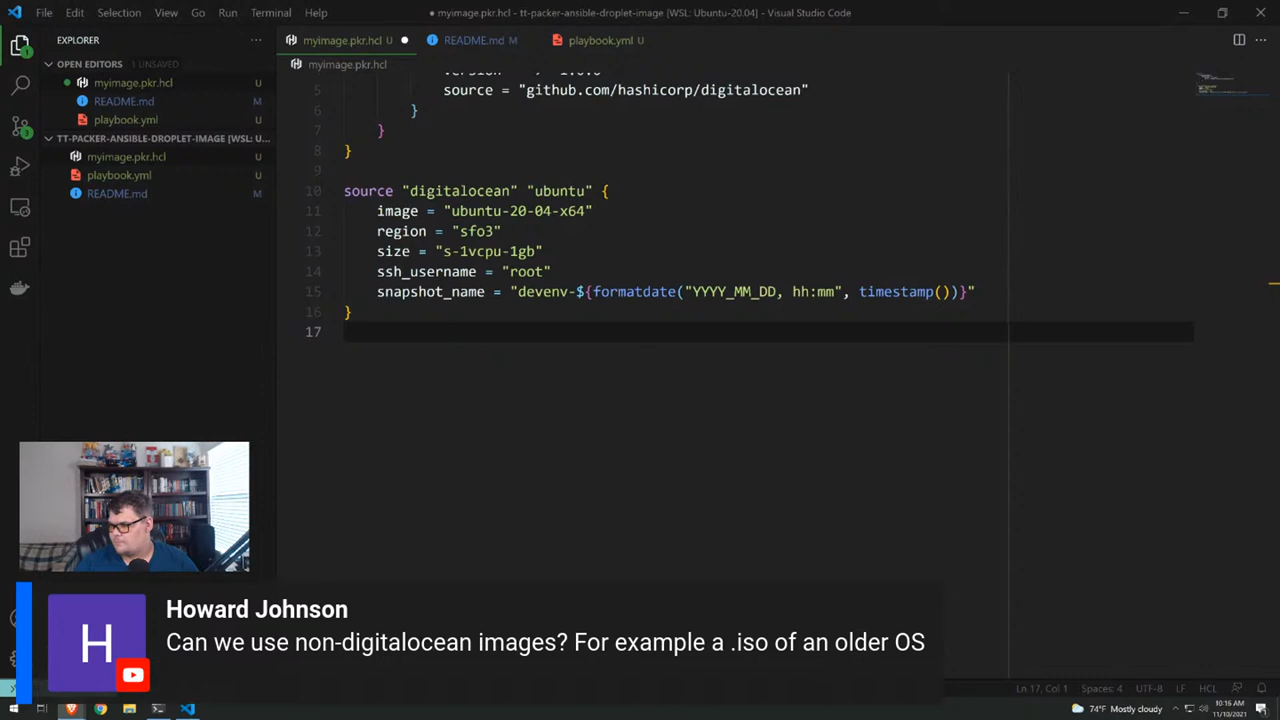 File Edit Selection View Go Run Terminal Help
myimage.pkr.hcl - tt-packer-ansible-droplet-image [WSL: Ubuntu-20.04] - Visual Studio Code
EXPLORER
myimage.pkr.hcl U
README.md M
playbook.yml U
OPEN EDITORS 1 UNSAVED
myimage.pkr.hcl
myimage.pkr.hcl U
README.md M
playbook.yml U
TT-PACKER-ANSIBLE-DROPLET-IMAGE [WSL: U...
myimage.pkr.hcl U
playbook.yml U
README.md M
5 source = "github.com/hashicorp/digitalocean"
6 }
7 }
8 }
9
10 source "digitalocean" "ubuntu" {
11 image = "ubuntu-20-04-x64"
12 region = "sfo3"
13 size = "s-1vcpu-1gb"
14 ssh_username = "root"
15 snapshot_name = "devenv-${formatdate("YYYY_MM_DD, hh:mm", timestamp())}"
16 }
17
Howard Johnson
H
Can we use non-digitalocean images? For example a .iso of an older OS
Ln 17, Col 1 Spaces: 4 UTF-8 LF HCL
74°F Mostly cloudy
10:16 AM
11/10/2021